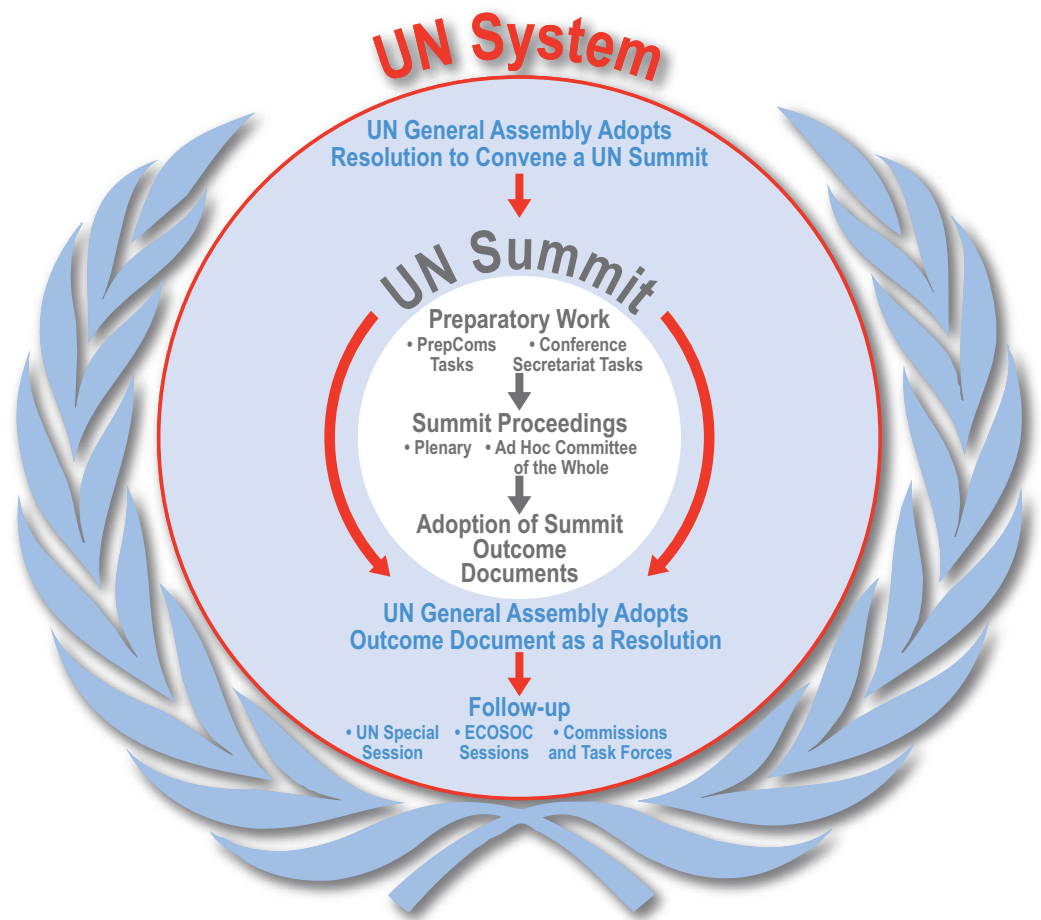 UN System
UN General Assembly Adopts
Resolution to Convene a UN Summit
UN Summit
Preparatory Work
• PrepComs
Tasks
• Conference
Secretariat Tasks
Summit Proceedings
• Plenary
• Ad Hoc Committee
of the Whole
Adoption of Summit
Outcome
Documents
UN General Assembly Adopts
Outcome Document as a Resolution
Follow-up
• UN Special
Session
• ECOSOC
Sessions
• Commissions
and Task Forces